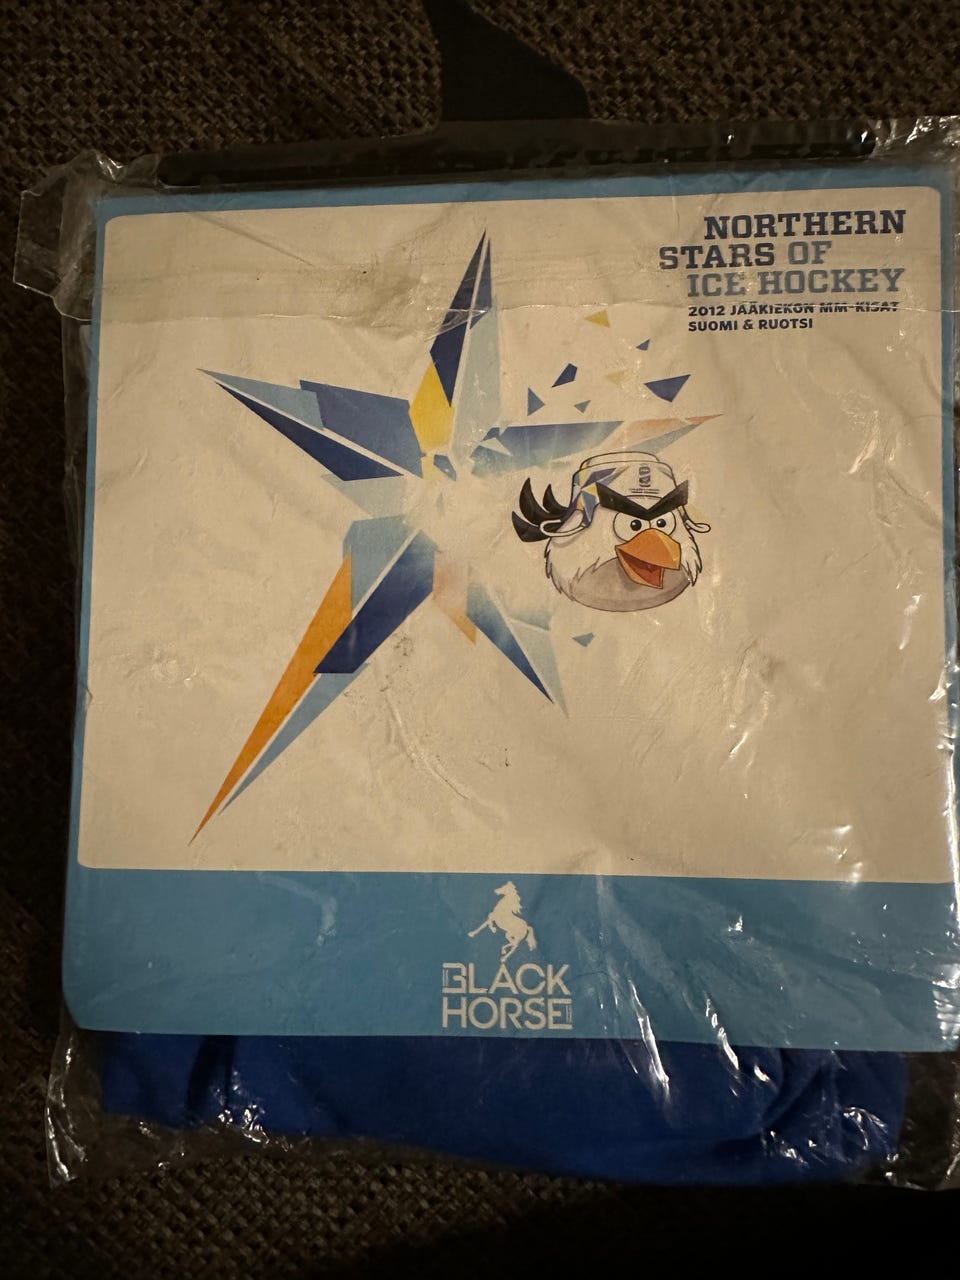 NORTHERN
STARS OF
ICE HOCKEY
2012 JÄÄKIEKON MM-KISAT
SUOMI & RUOTSI
BLACK
HORSE